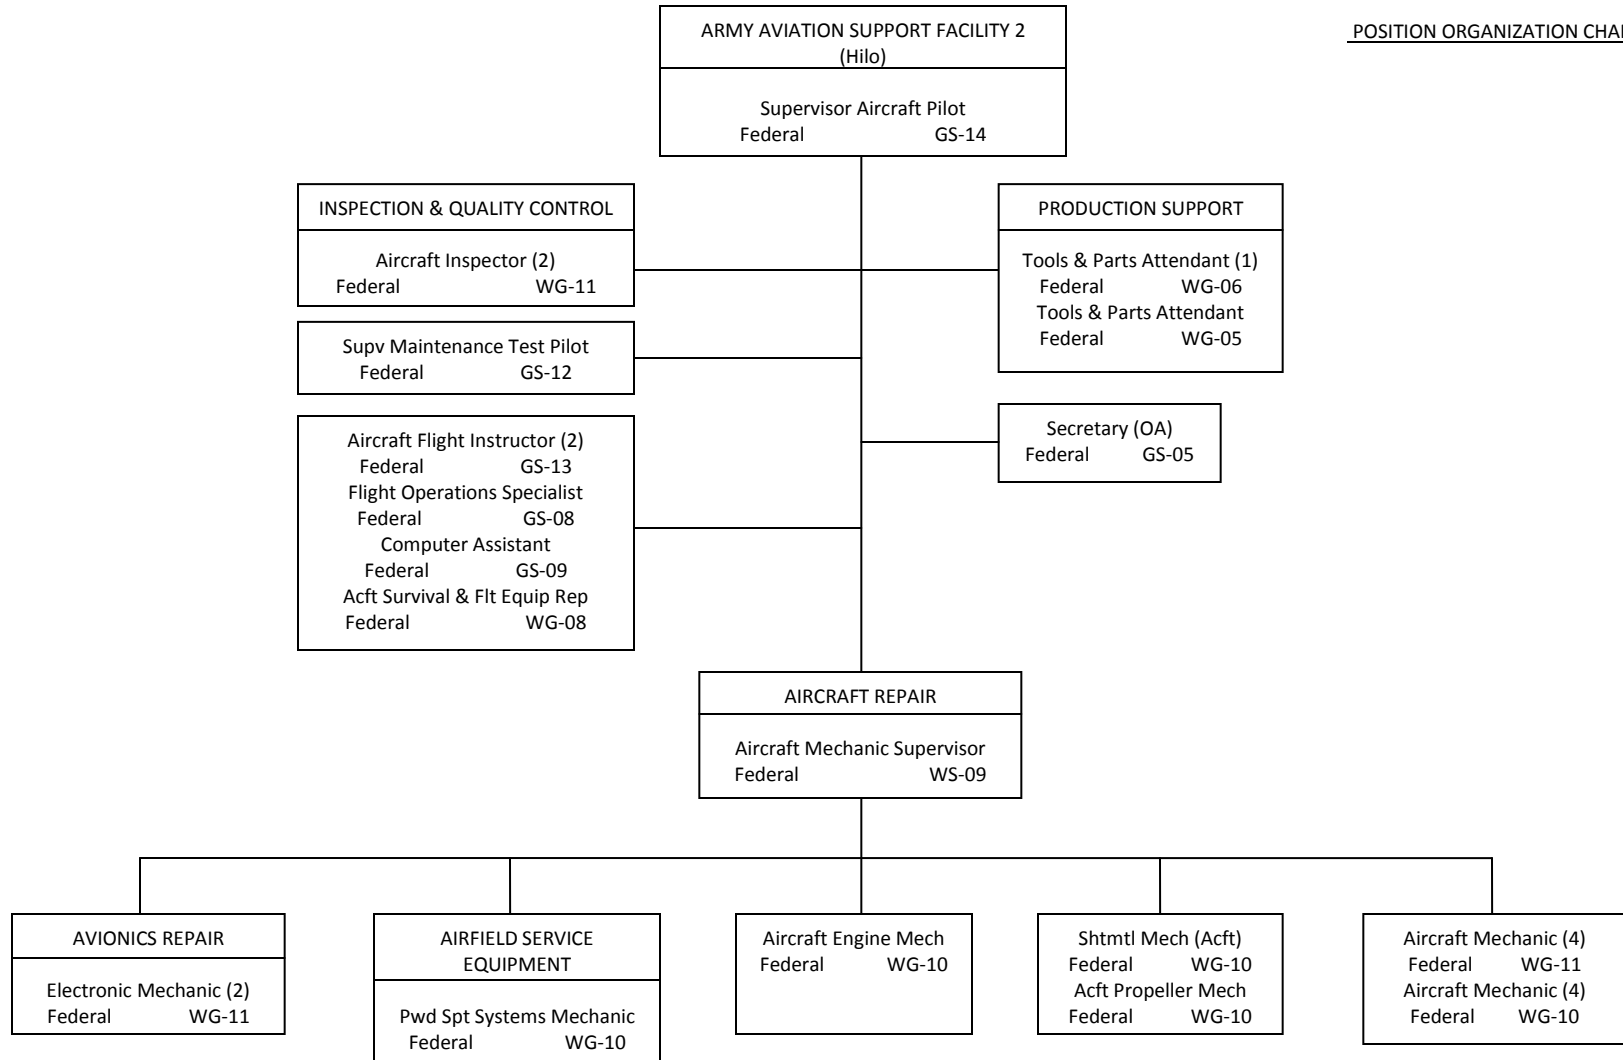 ARMY AVIATION SUPPORT FACILITY 2
(Hilo)
Supervisor Aircraft Pilot
Federal GS-14
POSITION ORGANIZATION
INSPECTION & QUALITY CONTROL
Aircraft Inspector (2)
Federal WG-11
PRODUCTION SUPPORT
Tools & Parts Attendant (1)
Federal WG-06
Tools & Parts Attendant
Federal WG-05
Supv Maintenance Test Pilot
Federal GS-12
Aircraft Flight Instructor (2)
Federal GS-13
Flight Operations Specialist
Federal GS-08
Computer Assistant
Federal GS-09
Acft Survival & Flt Equip Rep
Federal WG-08
Secretary (OA)
Federal GS-05
AIRCRAFT REPAIR
Aircraft Mechanic Supervisor
Federal WS-09
AVIONICS REPAIR
Electronic Mechanic (2)
Federal WG-11
AIRFIELD SERVICE
EQUIPMENT
Pwd Spt Systems Mechanic
Federal WG-10
Aircraft Engine Mech
Federal WG-10
Shtmtl Mech (Acft)
Federal WG-10
Acft Propeller Mech
Federal WG-10
Aircraft Mechanic (4)
Federal WG-11
Aircraft Mechanic (4)
Federal WG-10